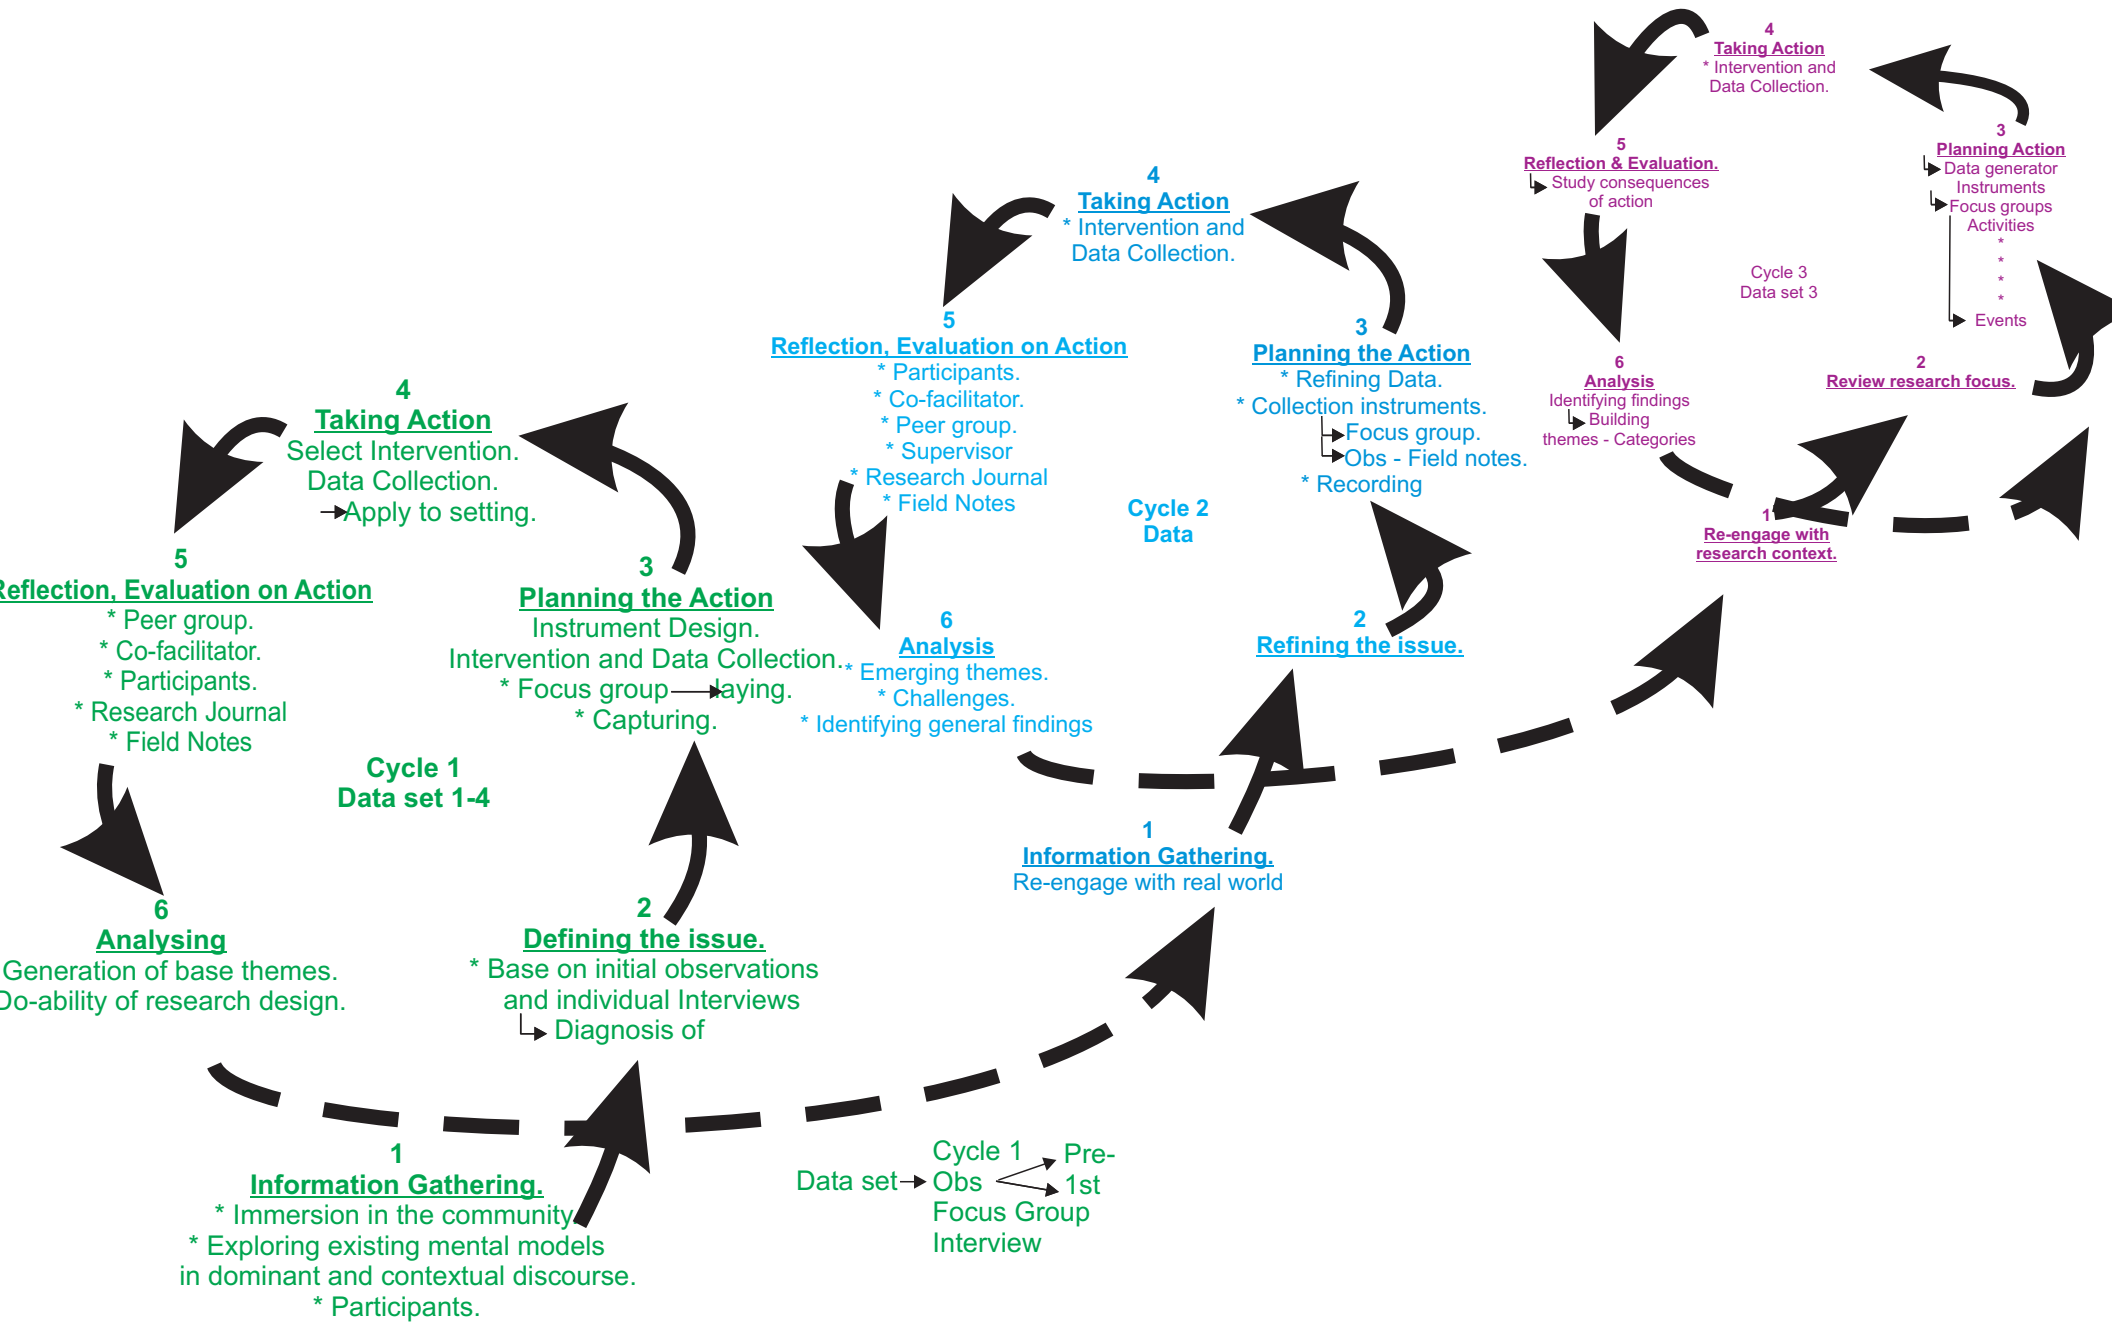 1
Information Gathering.
* Immersion in the community.
* Exploring existing mental models
in dominant and contextual discourse.
* Participants.
2
Defining the issue.
* Base on initial observations
and individual Interviews
Diagnosis of
3
Planning the Action
Instrument Design.
Intervention and Data Collection.
* Focus group laying.
* Capturing.
4
Taking Action
Select Intervention.
Data Collection.
Apply to setting.
5
Reflection, Evaluation on Action
* Peer group.
* Co-facilitator.
* Participants.
* Research Journal
* Field Notes
6
Analysing
Generation of base themes.
Do-ability of research design.
Cycle 1
Data set 1-4
Data set
Cycle 1
Obs
Focus Group
Interview
Pre-
1st
1
Information Gathering.
Re-engage with real world
2
Refining the issue.
3
Planning the Action
* Refining Data.
* Collection instruments.
Focus group.
Obs - Field notes.
* Recording
4
Taking Action
* Intervention and
Data Collection.
5
Reflection, Evaluation on Action
* Participants.
* Co-facilitator.
* Peer group.
* Supervisor
* Research Journal
* Field Notes
6
Analysis
* Emerging themes.
* Challenges.
* Identifying general findings
Cycle 2
Data
1
Re-engage with
research context.
2
Review research focus.
3
Planning Action
Data generator
Instruments
Focus groups
Activities
*
*
*
*
Events
4
Taking Action
* Intervention and
Data Collection.
5
Reflection & Evaluation.
Study consequences
of action
6
Analysis
Identifying findings
Building
themes - Categories
Cycle 3
Data set 3